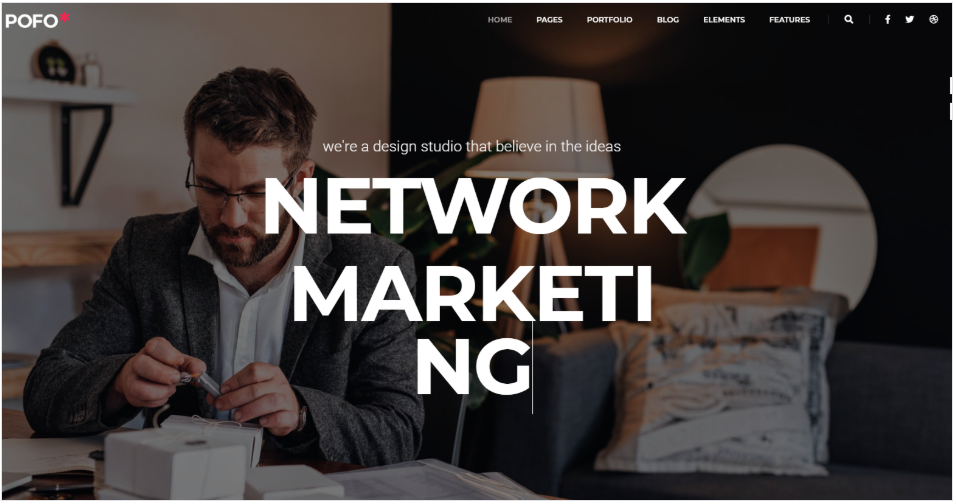 POFO
HOME PAGES PORTFOLIO BLOG ELEMENTS FEATURES
we're a design studio that believe in the ideas
NETWORK
MARKETI
NG